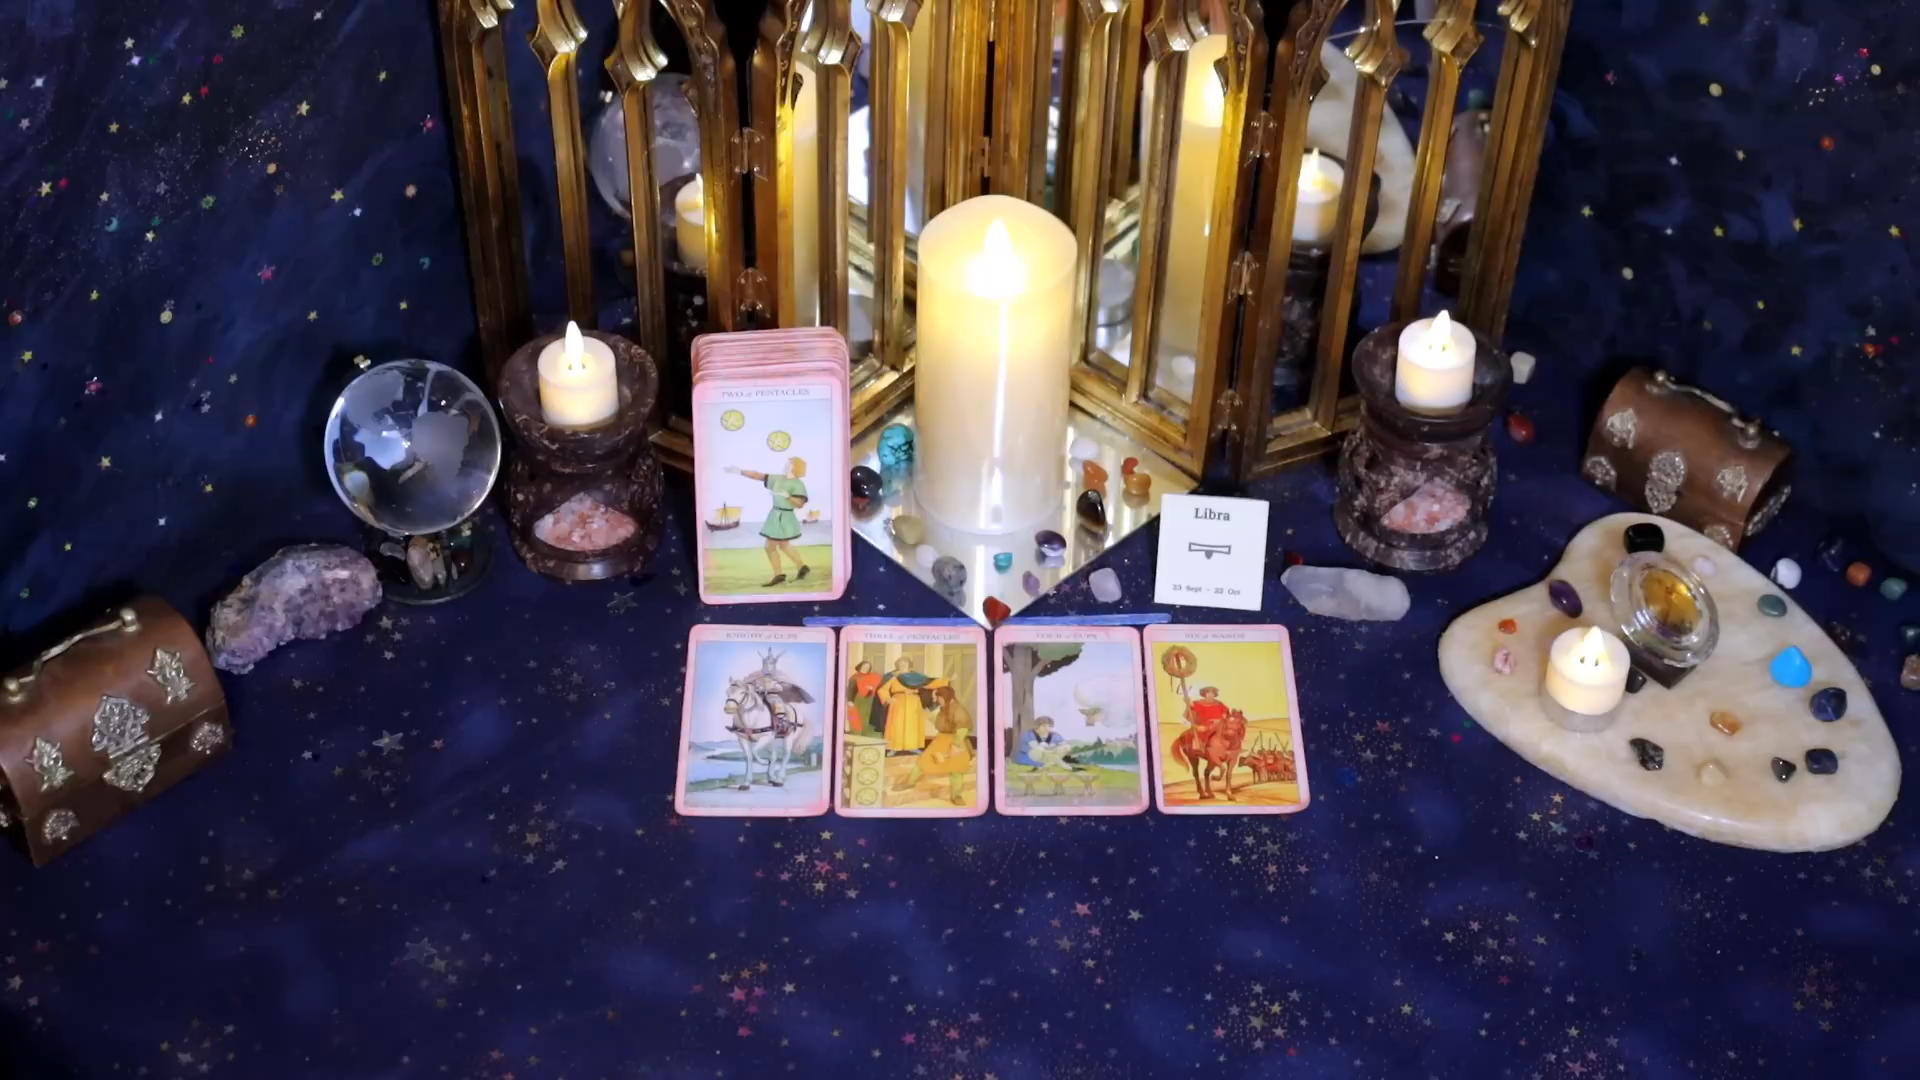 TWO of PENTACLES
Libra
23 Sept - 22 Oct
KNIGHT of CUPS
THREE of PENTACLES
FOUR of CUPS
SIX of WANDS